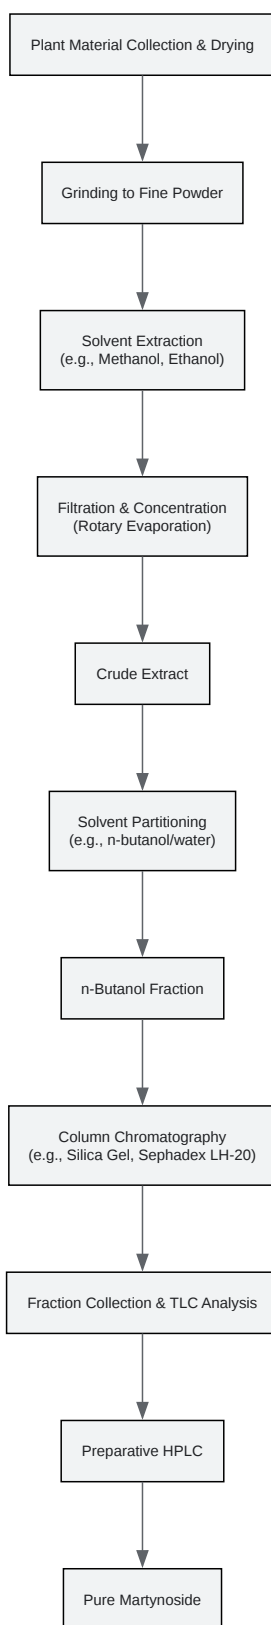 Plant Material Collection & Drying
Grinding to Fine Powder
Solvent Extraction
(e.g., Methanol, Ethanol)
Filtration & Concentration
(Rotary Evaporation)
Crude Extract
Solvent Partitioning
(e.g., n-butanol/water)
n-Butanol Fraction
Column Chromatography
(e.g., Silica Gel, Sephadex LH-20)
Fraction Collection & TLC Analysis
Preparative HPLC
Pure Martynoside